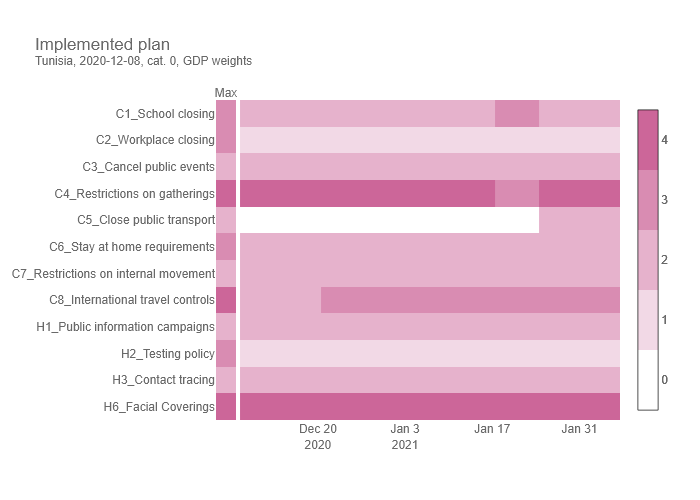 Implemented plan
Tunisia, 2020-12-08, cat. 0, GDP weights
Max
C1_School closing
C2_Workplace closing
C3_Cancel public events
C4_Restrictions on gatherings
C5_Close public transport
C6_Stay at home requirements
C7_Restrictions on internal movement
C8_International travel controls
H1_Public information campaigns
H2_Testing policy
H3_Contact tracing
H6_Facial Coverings
Dec 20 Jan 3 Jan 17 Jan 31
2020 2021
4
3
2
1
0